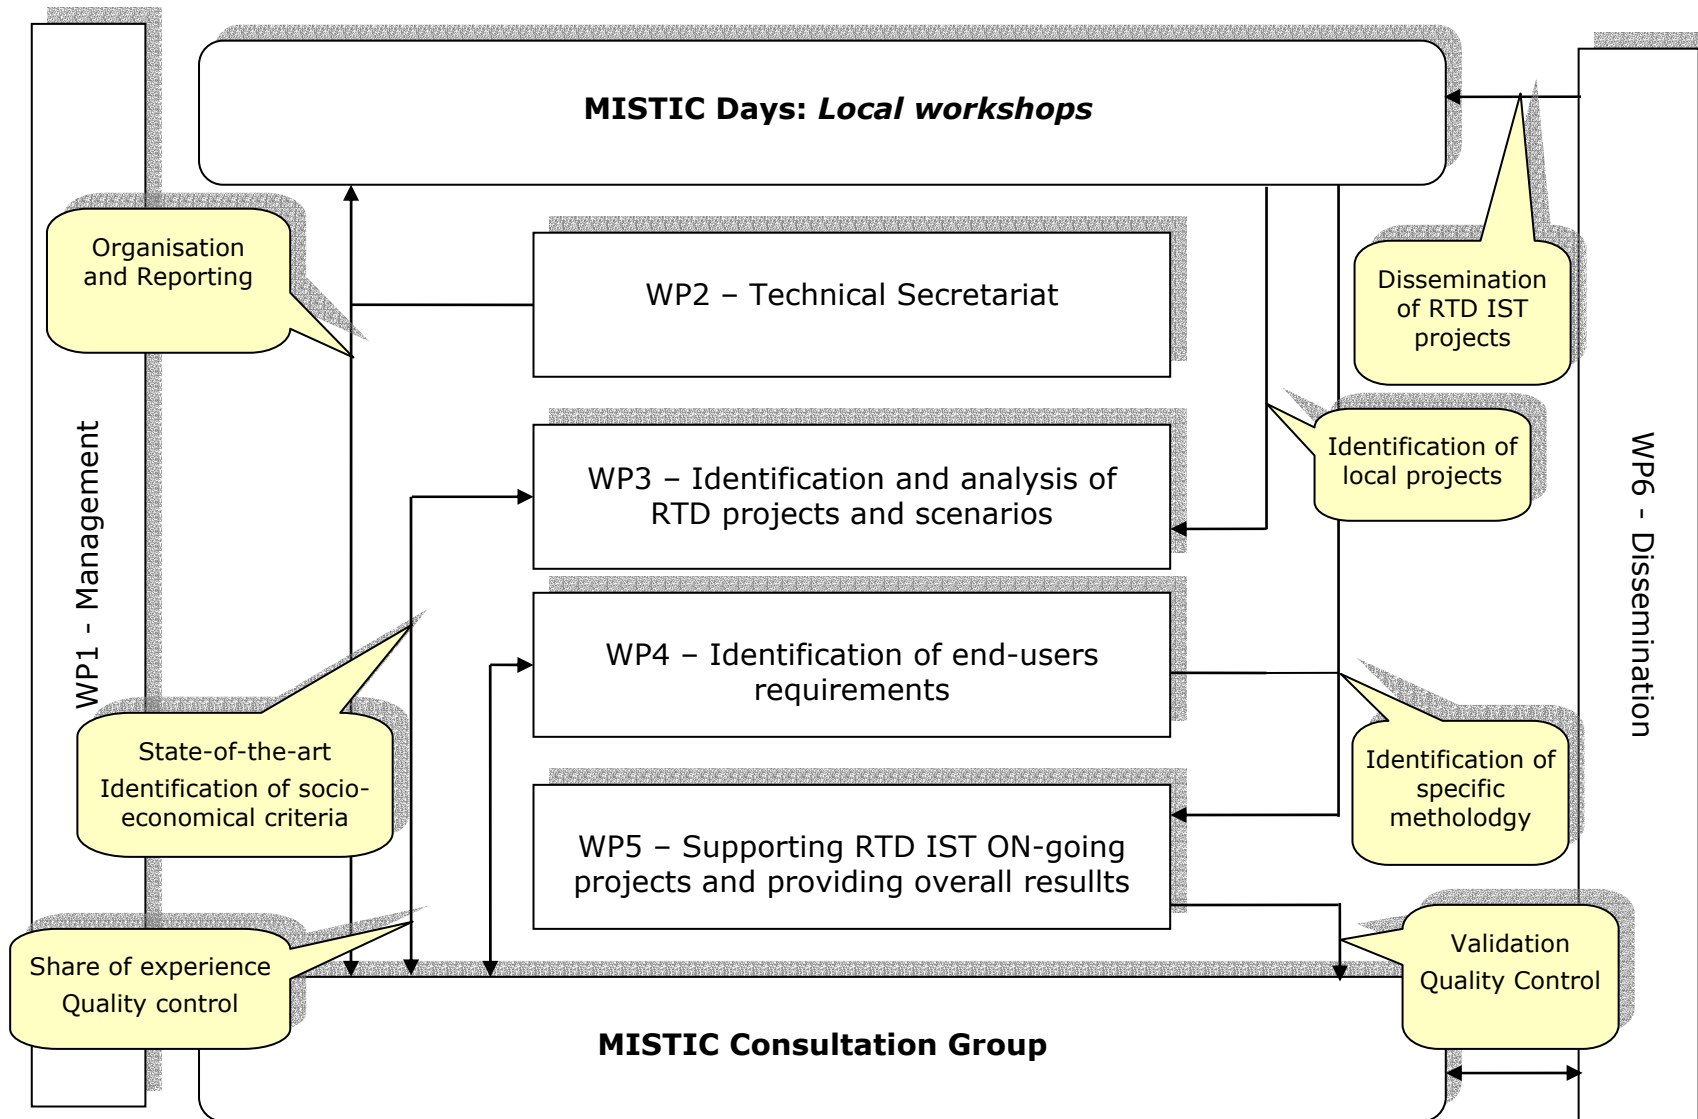 MISTIC Days: Local workshops
Organisation
and Reporting
WP2 – Technical Secretariat
Dissemination
of RTD IST
projects
WP1 - Management
WP3 – Identification and analysis of
RTD projects and scenarios
Identification of
local projects
WP6 - Dissemination
WP4 – Identification of end-users
requirements
State-of-the-art
Identification of socio-
economical criteria
Identification of
specific
metholodgy
WP5 – Supporting RTD IST ON-going
projects and providing overall resullts
Share of experience
Quality control
Validation
Quality Control
MISTIC Consultation Group